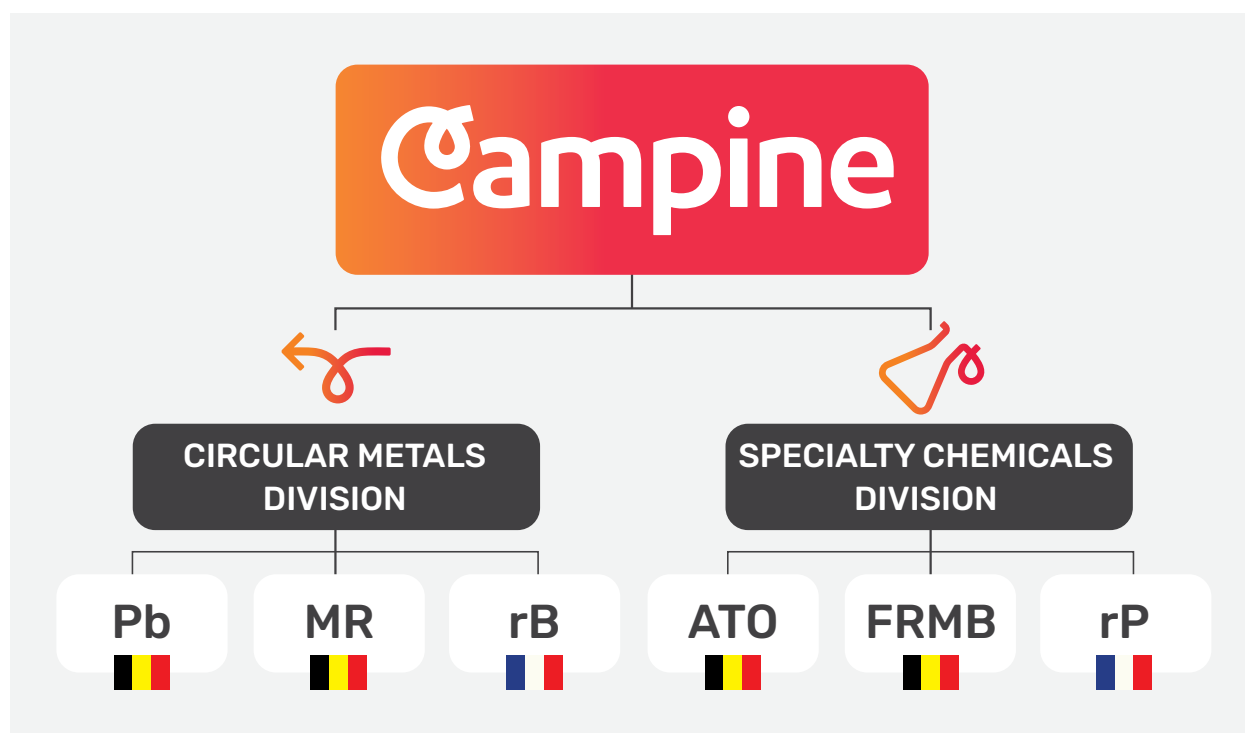 Campine
CIRCULAR METALS
DIVISION
SPECIALTY CHEMICALS
DIVISION
Pb
MR
rB
ATO
FRMB
rP